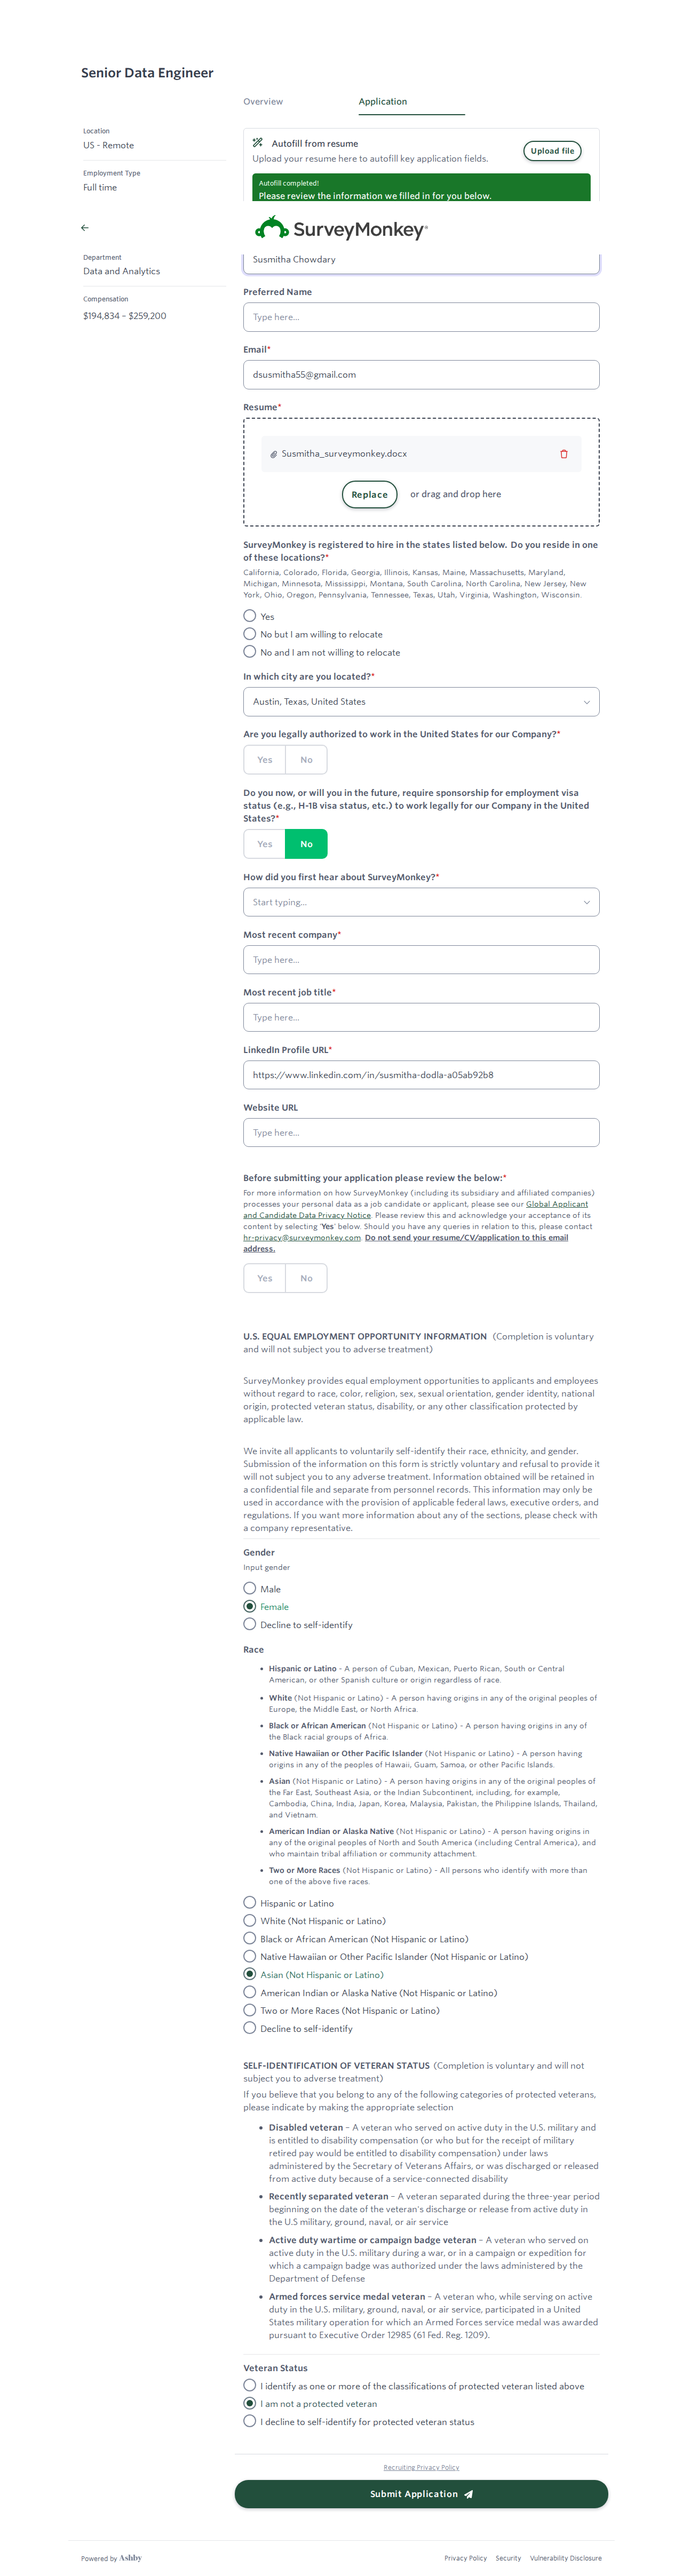 Senior Data Engineer
Overview
Application
Location
US - Remote
Employment Type
Full time
Autofill from resume
Upload your resume here to autofill key application fields.
Upload file
Autofill completed!
Please review the information we filled in for you below.
SurveyMonkey®
Department
Data and Analytics
Compensation
$194,834 – $259,200
Susmitha Chowdary
Preferred Name
Type here...
Email*
dsusmitha55@gmail.com
Resume*
Susmitha_surveymonkey.docx
Replace
or drag and drop here
SurveyMonkey is registered to hire in the states listed below. Do you reside in one
of these locations?*
California, Colorado, Florida, Georgia, Illinois, Kansas, Maine, Massachusetts, Maryland,
Michigan, Minnesota, Mississippi, Montana, South Carolina, North Carolina, New Jersey, New
York, Ohio, Oregon, Pennsylvania, Tennessee, Texas, Utah, Virginia, Washington, Wisconsin.
Yes
No but I am willing to relocate
No and I am not willing to relocate
In which city are you located?*
Austin, Texas, United States
Are you legally authorized to work in the United States for our Company?*
Yes
No
Do you now, or will you in the future, require sponsorship for employment visa
status (e.g., H-1B visa status, etc.) to work legally for our Company in the United
States?*
Yes
No
How did you first hear about SurveyMonkey?*
Start typing...
Most recent company*
Type here...
Most recent job title*
Type here...
LinkedIn Profile URL*
https://www.linkedin.com/in/susmitha-dodla-a05ab92b8
Website URL
Type here...
Before submitting your application please review the below:*
For more information on how SurveyMonkey (including its subsidiary and affiliated companies)
processes your personal data as a job candidate or applicant, please see our Global Applicant
and Candidate Data Privacy Notice. Please review this and acknowledge your acceptance of its
content by selecting 'Yes' below. Should you have any queries in relation to this, please contact
hr-privacy@surveymonkey.com. Do not send your resume/CV/application to this email
address.
Yes
No
U.S. EQUAL EMPLOYMENT OPPORTUNITY INFORMATION (Completion is voluntary
and will not subject you to adverse treatment)
SurveyMonkey provides equal employment opportunities to applicants and employees
without regard to race, color, religion, sex, sexual orientation, gender identity, national
origin, protected veteran status, disability, or any other classification protected by
applicable law.
We invite all applicants to voluntarily self-identify their race, ethnicity, and gender.
Submission of the information on this form is strictly voluntary and refusal to provide it
will not subject you to any adverse treatment. Information obtained will be retained in
a confidential file and separate from personnel records. This information may only be
used in accordance with the provision of applicable federal laws, executive orders, and
regulations. If you want more information about any of the sections, please check with
a company representative.
Gender
Input gender
Male
Female
Decline to self-identify
Race
• Hispanic or Latino - A person of Cuban, Mexican, Puerto Rican, South or Central
American, or other Spanish culture or origin regardless of race.
• White (Not Hispanic or Latino) - A person having origins in any of the original peoples of
Europe, the Middle East, or North Africa.
• Black or African American (Not Hispanic or Latino) - A person having origins in any of
the Black racial groups of Africa.
• Native Hawaiian or Other Pacific Islander (Not Hispanic or Latino) - A person having
origins in any of the peoples of Hawaii, Guam, Samoa, or other Pacific Islands.
• Asian (Not Hispanic or Latino) - A person having origins in any of the original peoples of
the Far East, Southeast Asia, or the Indian Subcontinent, including, for example,
Cambodia, China, India, Japan, Korea, Malaysia, Pakistan, the Philippine Islands, Thailand,
and Vietnam.
• American Indian or Alaska Native (Not Hispanic or Latino) - A person having origins in
any of the original peoples of North and South America (including Central America), and
who maintain tribal affiliation or community attachment.
• Two or More Races (Not Hispanic or Latino) - All persons who identify with more than
one of the above five races.
Hispanic or Latino
White (Not Hispanic or Latino)
Black or African American (Not Hispanic or Latino)
Native Hawaiian or Other Pacific Islander (Not Hispanic or Latino)
Asian (Not Hispanic or Latino)
American Indian or Alaska Native (Not Hispanic or Latino)
Two or More Races (Not Hispanic or Latino)
Decline to self-identify
SELF-IDENTIFICATION OF VETERAN STATUS (Completion is voluntary and will not
subject you to adverse treatment)
If you believe that you belong to any of the following categories of protected veterans,
please indicate by making the appropriate selection
• Disabled veteran – A veteran who served on active duty in the U.S. military and
is entitled to disability compensation (or who but for the receipt of military
retired pay would be entitled to disability compensation) under laws
administered by the Secretary of Veterans Affairs, or was discharged or released
from active duty because of a service-connected disability
• Recently separated veteran – A veteran separated during the three-year period
beginning on the date of the veteran's discharge or release from active duty in
the U.S military, ground, naval, or air service
• Active duty wartime or campaign badge veteran – A veteran who served on
active duty in the U.S. military during a war, or in a campaign or expedition for
which a campaign badge was authorized under the laws administered by the
Department of Defense
• Armed forces service medal veteran – A veteran who, while serving on active
duty in the U.S. military, ground, naval, or air service, participated in a United
States military operation for which an Armed Forces service medal was awarded
pursuant to Executive Order 12985 (61 Fed. Reg. 1209).
Veteran Status
I identify as one or more of the classifications of protected veteran listed above
I am not a protected veteran
I decline to self-identify for protected veteran status
Recruiting Privacy Policy
Submit Application
Powered by Ashby
Privacy Policy
Security
Vulnerability Disclosure